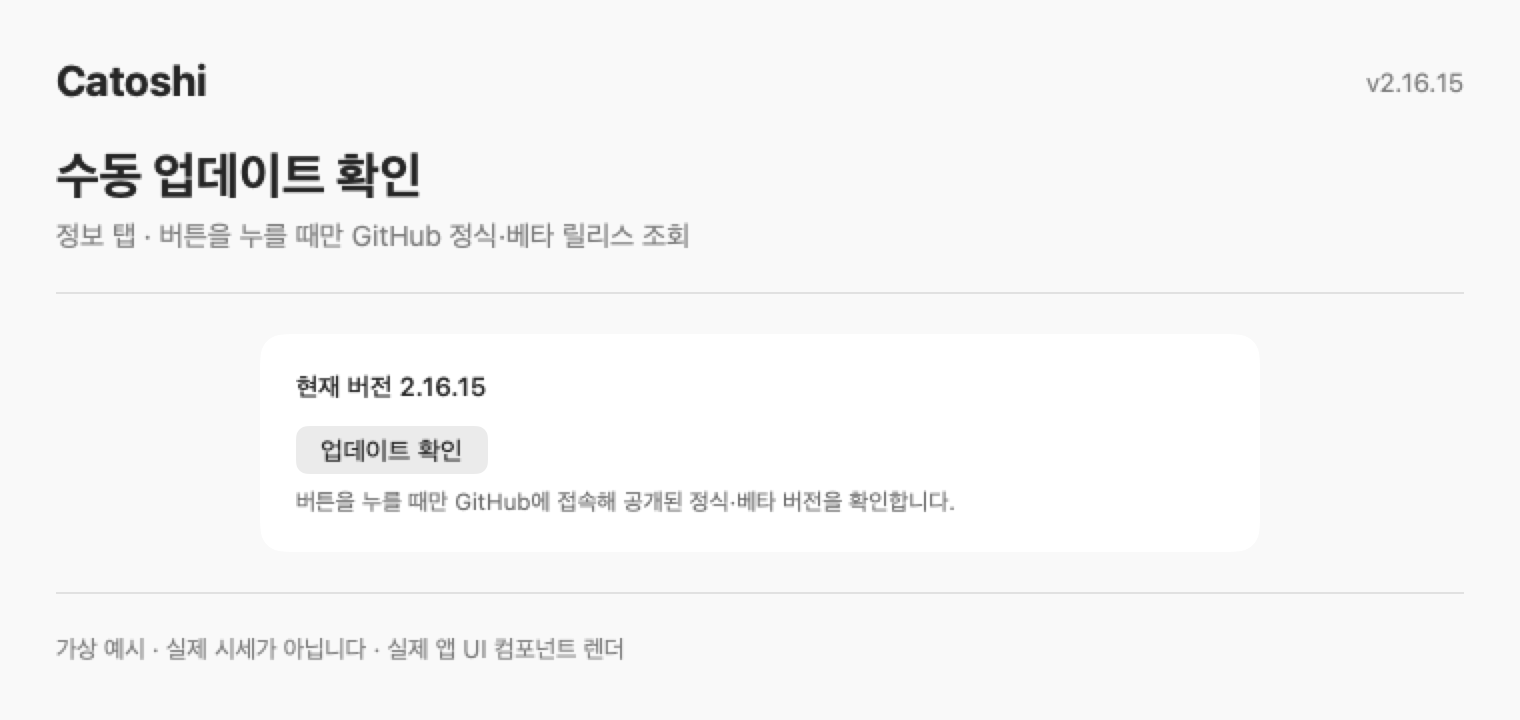 Catoshi
v2.16.15
수동 업데이트 확인
정보 탭 · 버튼을 누를 때만 GitHub 정식·베타 릴리스 조회
현재 버전 2.16.15
업데이트 확인
버튼을 누를 때만 GitHub에 접속해 공개된 정식·베타 버전을 확인합니다.
가상 예시 · 실제 시세가 아닙니다 · 실제 앱 UI 컴포넌트 렌더